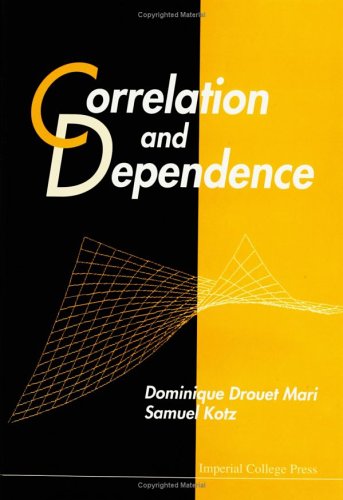 Copyrighted Material
Correlation
and
Dependence
Dominique Drouet Mari
Samuel Kotz
Imperial College Press
Copyrighted Material